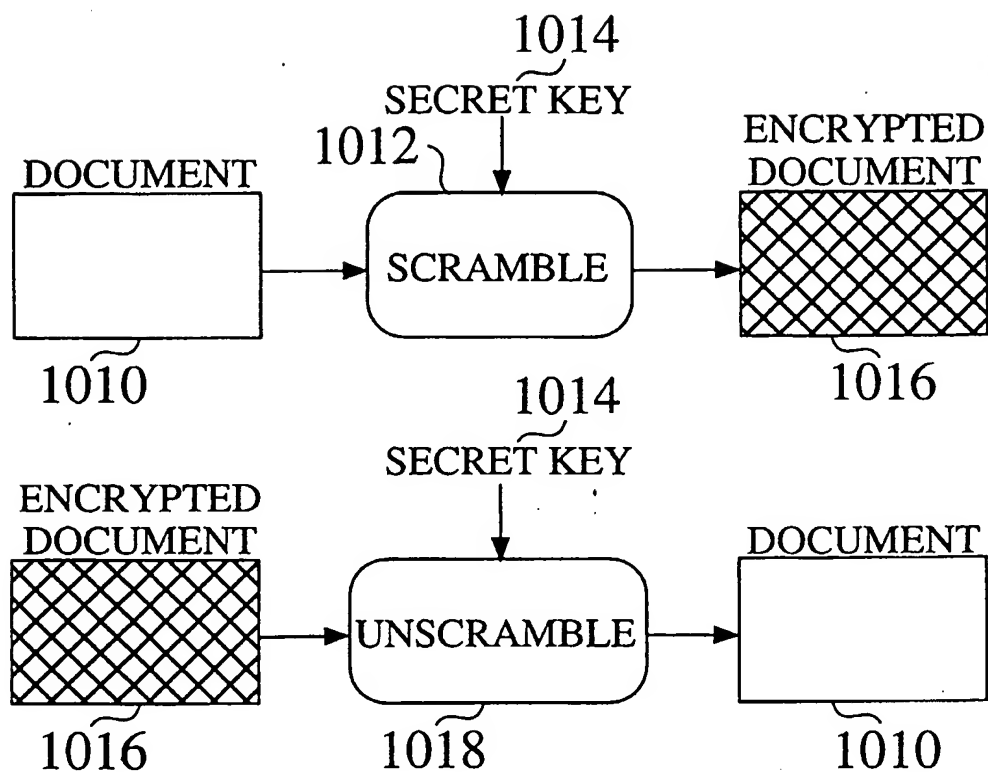 1014
SECRET KEY
1012
ENCRYPTED
DOCUMENT
DOCUMENT
SCRAMBLE
1010
1016
1014
SECRET KEY
ENCRYPTED
DOCUMENT
DOCUMENT
UNSCRAMBLE
1016
1018
1010